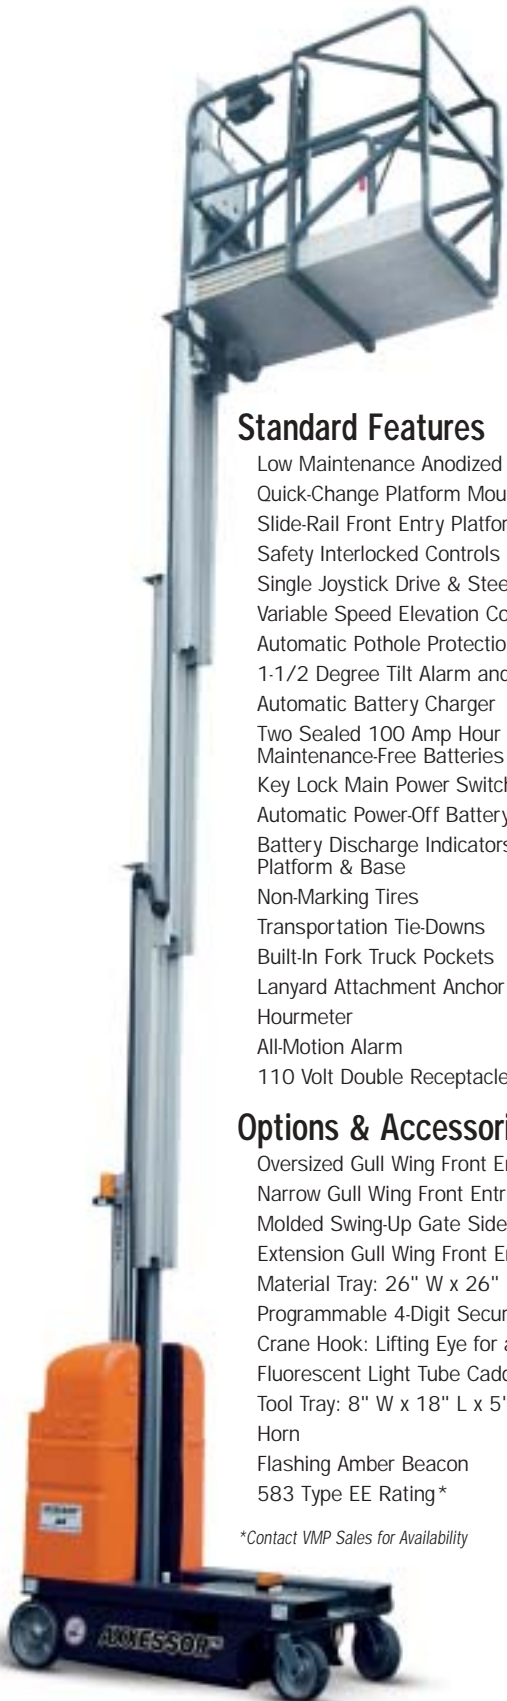 Standard Features
Low Maintenance Anodized
Quick-Change Platform Mou
Slide-Rail Front Entry Platfor
Safety Interlocked Controls
Single Joystick Drive & Stee
Variable Speed Elevation Co
Automatic Pothole Protectio
1-1/2 Degree Tilt Alarm and
Automatic Battery Charger
Two Sealed 100 Amp Hour
Maintenance-Free Batteries
Key Lock Main Power Switch
Automatic Power-Off Battery
Battery Discharge Indicators
Platform & Base
Non-Marking Tires
Transportation Tie-Downs
Built-In Fork Truck Pockets
Lanyard Attachment Anchor
Hourmeter
All-Motion Alarm
110 Volt Double Receptacle
Options & Accessori
Oversized Gull Wing Front En
Narrow Gull Wing Front Entr
Molded Swing-Up Gate Side
Extension Gull Wing Front En
Material Tray: 26" W x 26"
Programmable 4-Digit Secur
Crane Hook: Lifting Eye for a
Fluorescent Light Tube Cadd
Tool Tray: 8" W x 18" L x 5"
Horn
Flashing Amber Beacon
583 Type EE Rating*
*Contact VMP Sales for Availability
AXXESSOR™